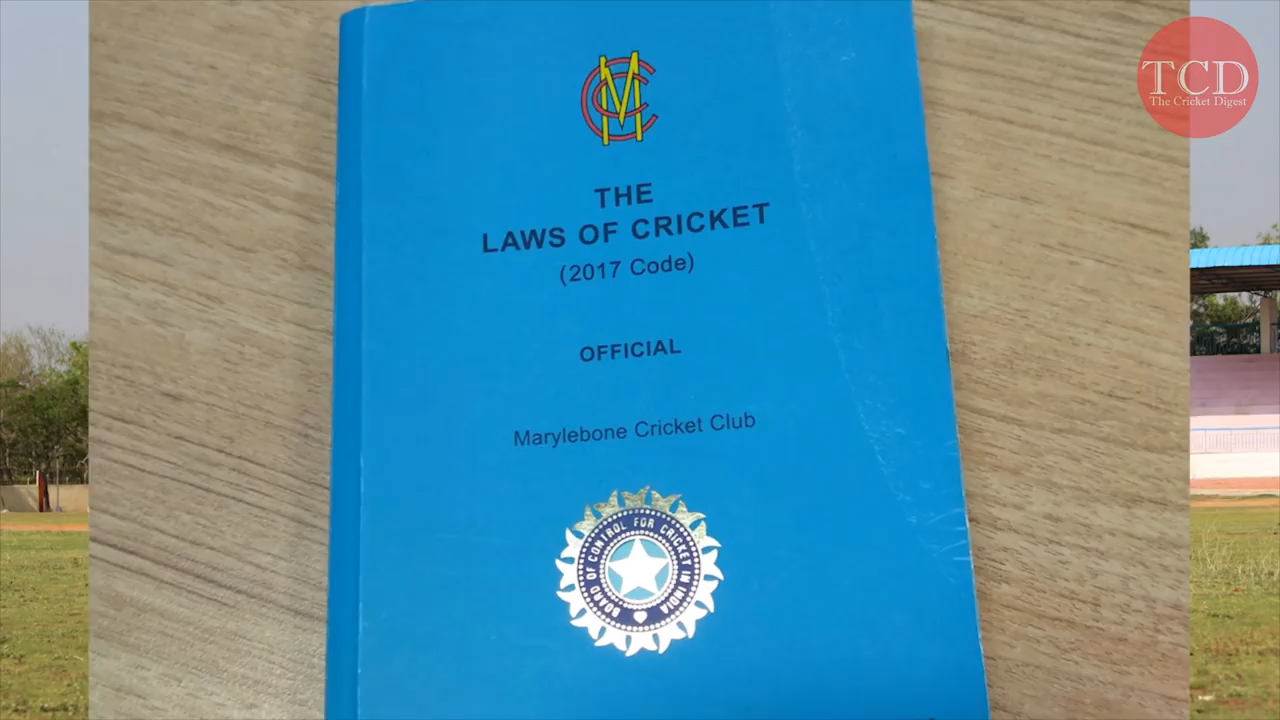 MCC
THE
LAWS OF CRICKET
(2017 Code)
OFFICIAL
Marylebone Cricket Club
BOARD OF CONTROL FOR CRICKET IN INDIA
TCD
The Cricket Digest